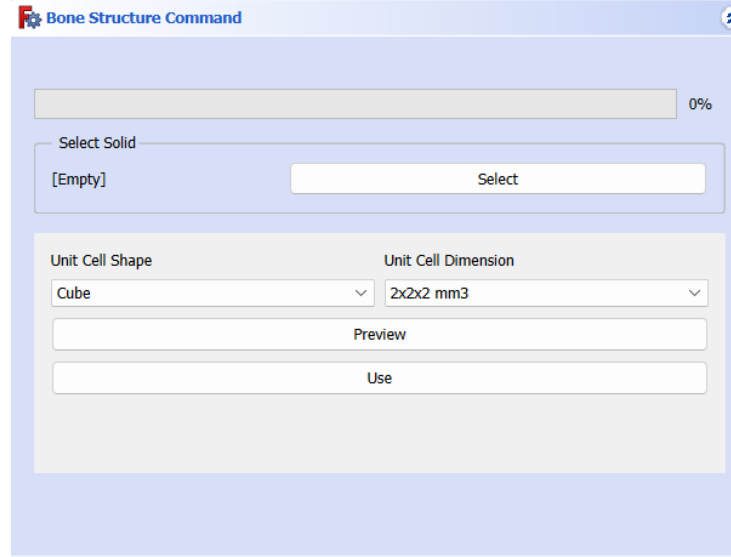 Bone Structure Command
0%
Select Solid
[Empty] Select
Unit Cell Shape Unit Cell Dimension
Cube 2x2x2 mm3
Preview
Use